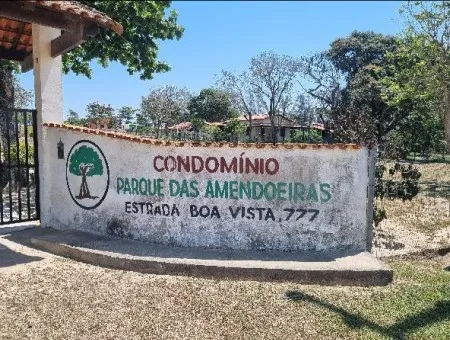 CONDOMÍNIO
PARQUE DAS AMENDOEIRAS
ESTRADA BOA VISTA, 777